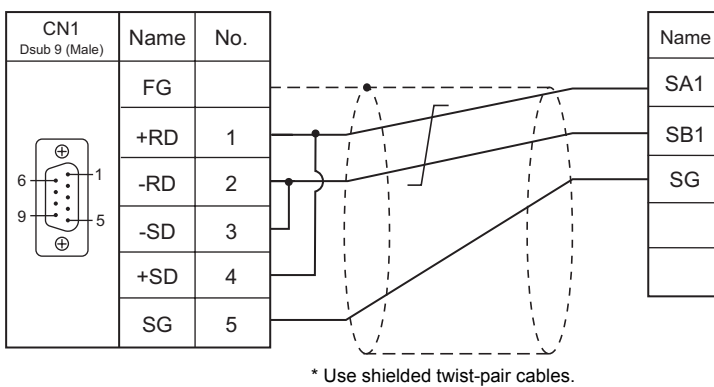 CN1
Dsub 9 (Male)
Name No.
FG
+RD 1
-RD 2
-SD 3
+SD 4
SG 5
6 1
9 5
Name
SA1
SB1
SG
* Use shielded twist-pair cables.